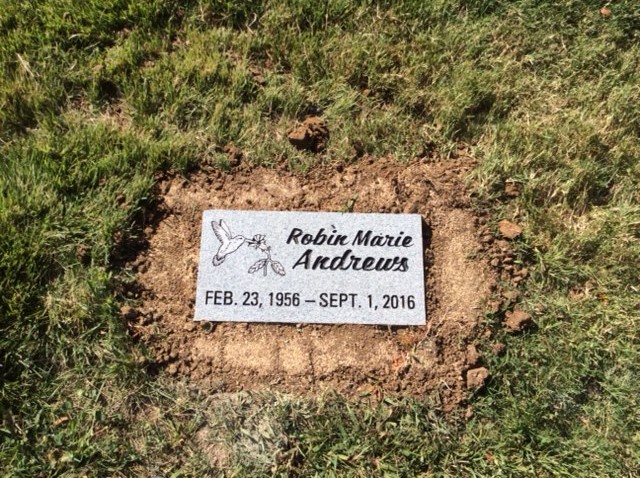 Robin Marie
Andrews
FEB. 23, 1956 – SEPT. 1, 2016